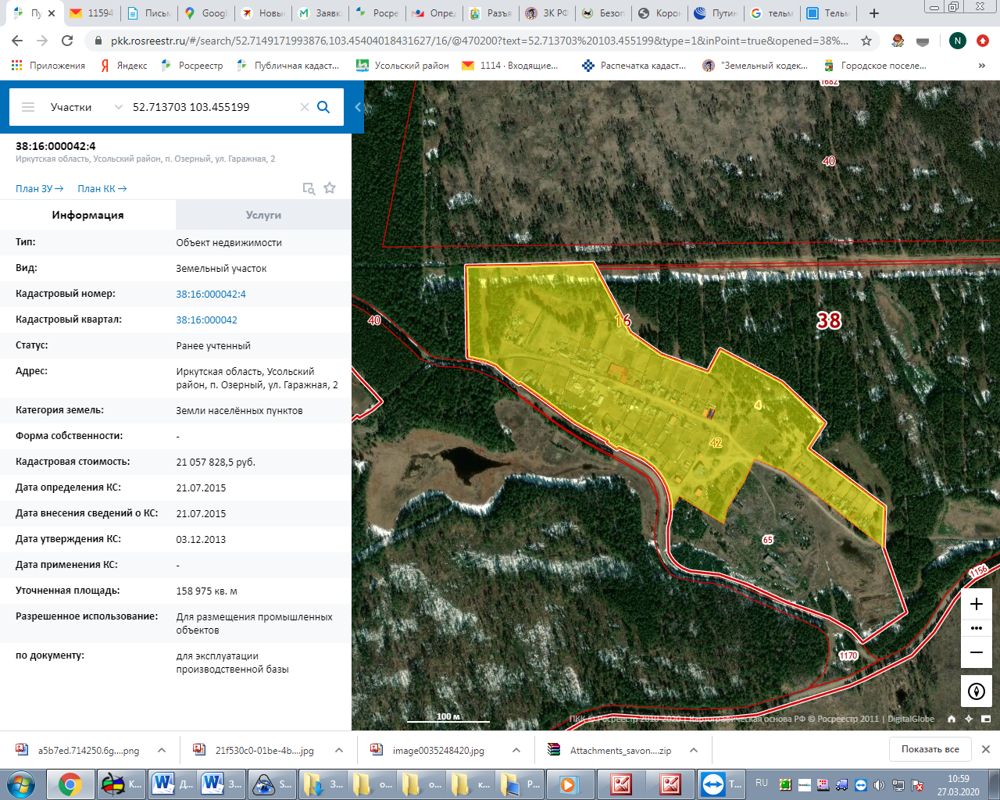 Пу
11594
Письм
Googl
Новые
Заявка
Росре
Опре
Разъя
ЗК РФ
Безоп
Корон
Путин
тельм
Тельм
pkk.rosreestr.ru/#/search/52.7149171993876,103.45404018431627/16/@470200?text=52.713703%20103.455199&type=1&inPoint=true&opened=38%...
N
Приложения
Яндекс
Росреестр
Публичная кадаст...
Усольский район
1114 · Входящие...
Распечатка кадаст...
"Земельный кодек...
Городское поселе...
»
Участки
52.713703 103.455199
38:16:000042:4
Иркутская область, Усольский район, п. Озерный, ул. Гаражная, 2
План ЗУ →
План КК →
Информация
Услуги
Тип: Объект недвижимости
Вид: Земельный участок
Кадастровый номер: 38:16:000042:4
Кадастровый квартал: 38:16:000042
Статус: Ранее учтенный
Адрес: Иркутская область, Усольский
район, п. Озерный, ул. Гаражная, 2
Категория земель: Земли населённых пунктов
Форма собственности: -
Кадастровая стоимость: 21 057 828,5 руб.
Дата определения КС: 21.07.2015
Дата внесения сведений о КС: 21.07.2015
Дата утверждения КС: 03.12.2013
Дата применения КС: -
Уточненная площадь: 158 975 кв. м
Разрешенное использование: Для размещения промышленных
объектов
по документу: для эксплуатации
производственной базы
1682
40
40
16
38
4
42
65
1156
1170
100 м
ПКК © Росреестр 2010-2020 | Картографическая основа РФ © Росреестр 2011 | DigitalGlobe
a5b7ed.714250.6g....png
21f530c0-01be-4b....jpg
image0035248420.jpg
Attachments_savon....zip
Показать все
К...
Д...
З...
S...
З...
о...
о...
к...
Р...
Т...
RU
10:59
27.03.2020